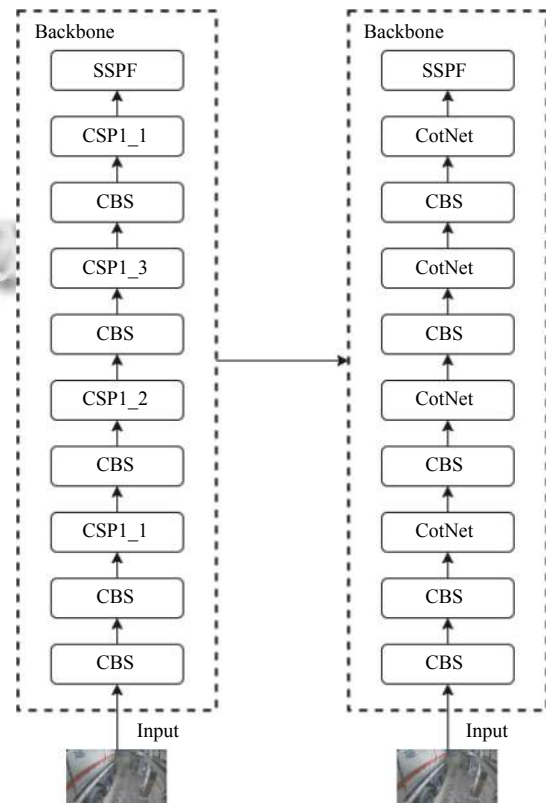 Backbone
SSPF
CSP1_1
CBS
CSP1_3
CBS
CSP1_2
CBS
CSP1_1
CBS
CBS
Input
Backbone
SSPF
CotNet
CBS
CotNet
CBS
CotNet
CBS
CotNet
CBS
CBS
Input